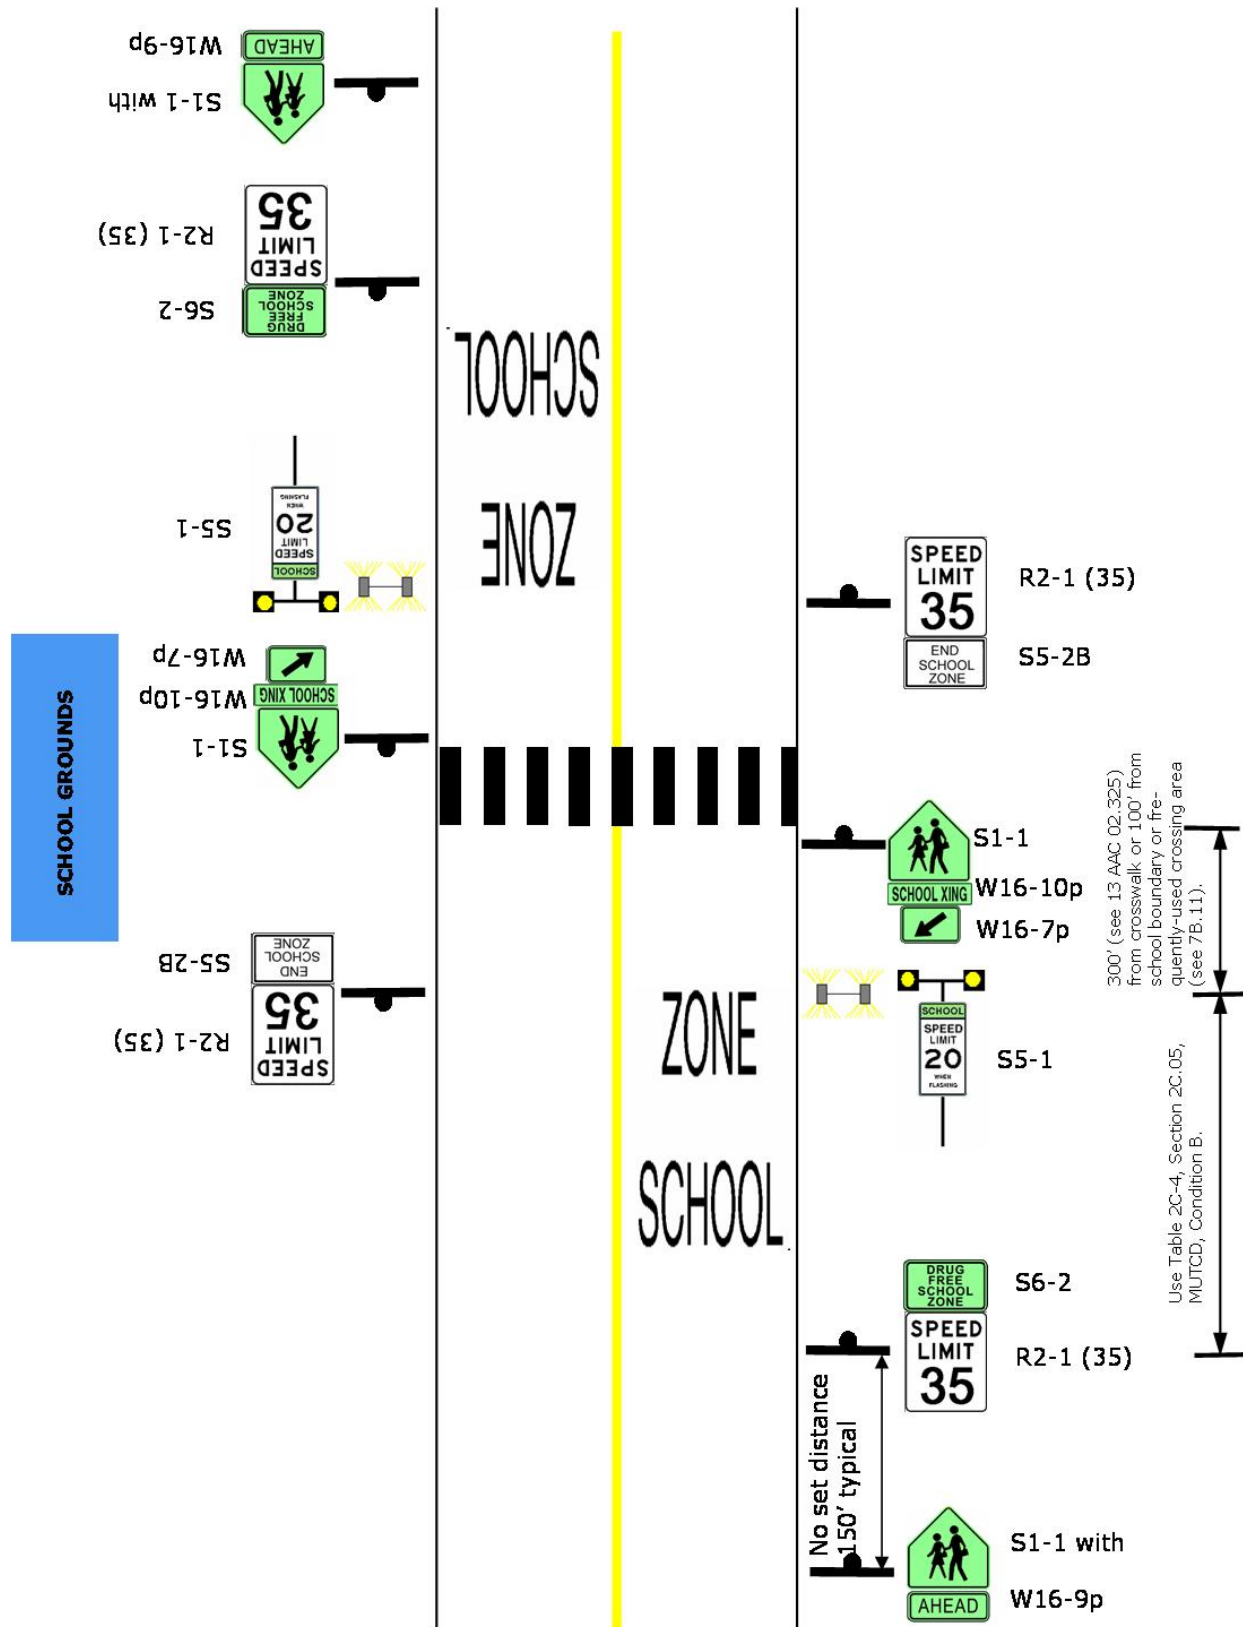 W16-9p
AHEAD
S1-1 with
R2-1 (35)
SPEED
LIMIT
35
S6-2
DRUG
FREE
SCHOOL
ZONE
SCHOOL
ZONE
S5-1
SCHOOL
SPEED
LIMIT
20
WHEN
FLASHING
W16-7p
W16-10p
SCHOOL XING
S1-1
SCHOOL GROUNDS
S5-2B
END
SCHOOL
ZONE
R2-1 (35)
SPEED
LIMIT
35
SPEED
LIMIT
35
R2-1 (35)
END
SCHOOL
ZONE
S5-2B
S1-1
SCHOOL XING
W16-10p
W16-7p
300' (see 13 AAC 02.325)
from crosswalk or 100' from
school boundary or fre-
quently-used crossing area
(see 7B.11).
ZONE
SCHOOL
SCHOOL
SPEED
LIMIT
20
WHEN
FLASHING
S5-1
Use Table 2C-4, Section 2C.05,
MUTCD, Condition B.
DRUG
FREE
SCHOOL
ZONE
S6-2
SPEED
LIMIT
35
R2-1 (35)
No set distance
150' typical
S1-1 with
AHEAD
W16-9p